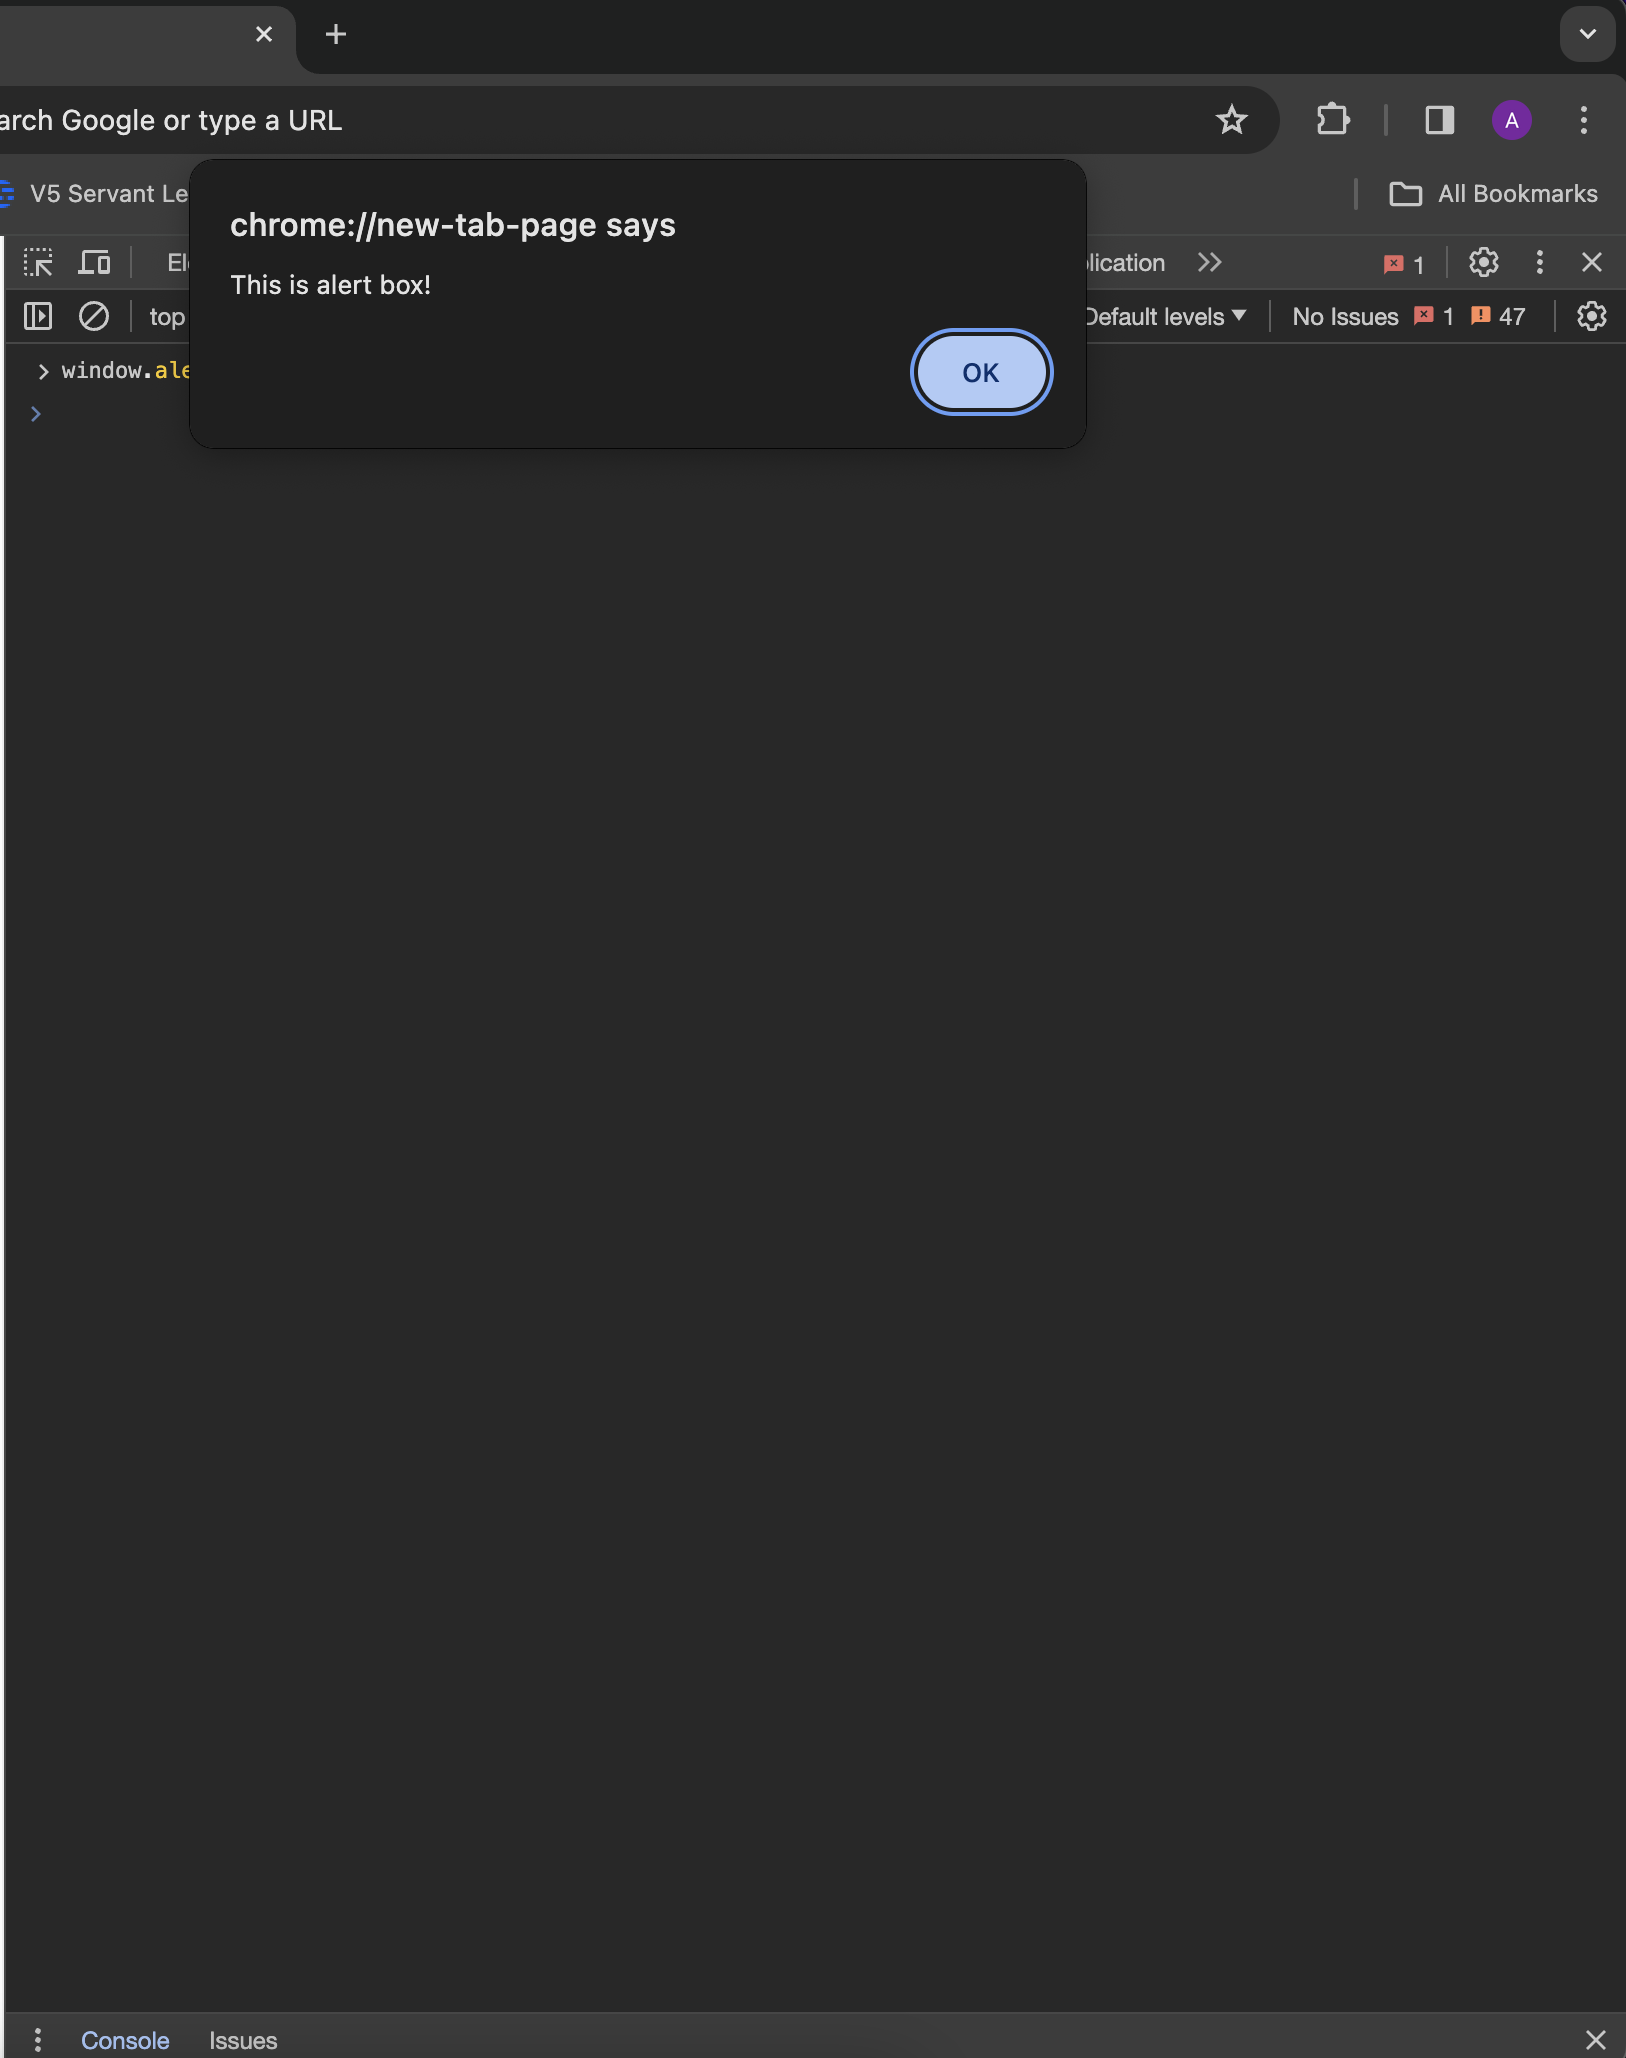 arch Google or type a URL
A
V5 Servant Le
All Bookmarks
chrome://new-tab-page says
This is alert box!
OK
El
lication
1
top
Default levels
No Issues
1
47
window.ale
Console
Issues